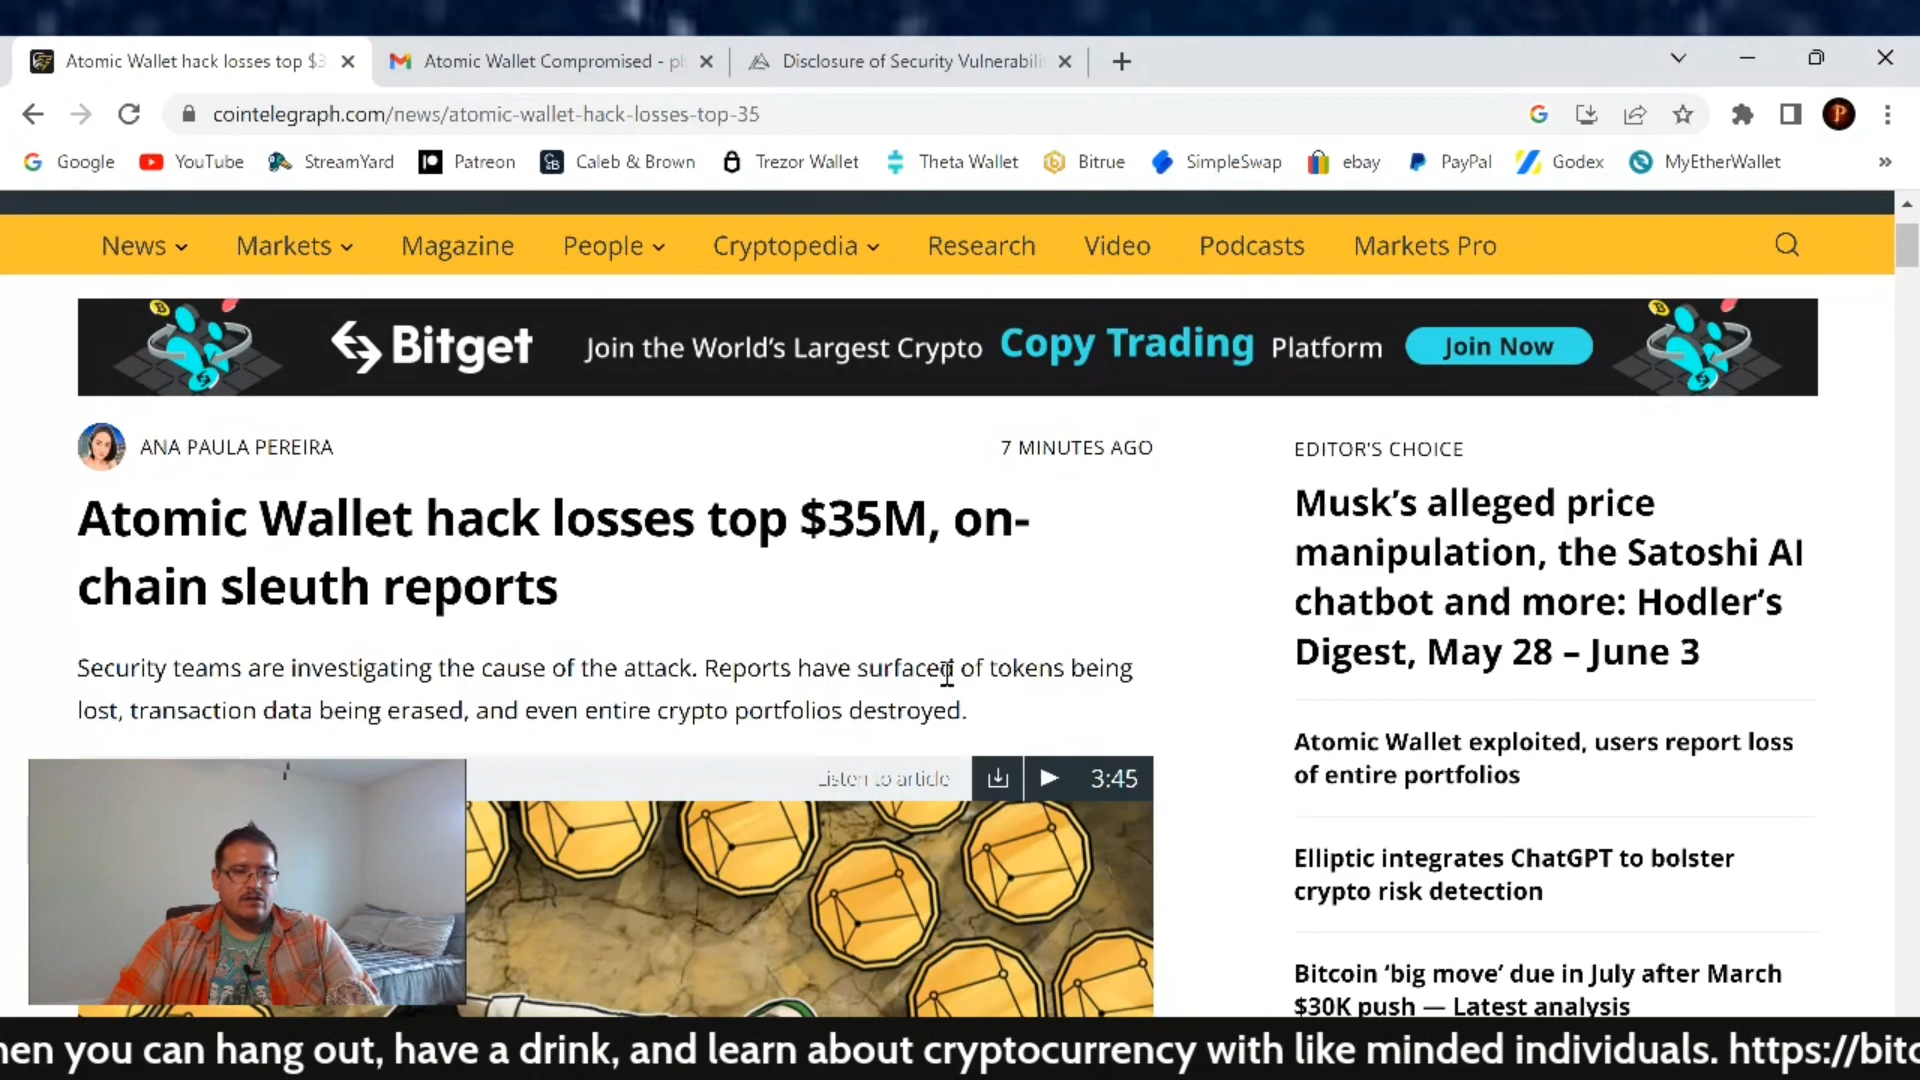 Atomic Wallet hack losses top $3
Atomic Wallet Compromised - pb
Disclosure of Security Vulnerabili
cointelegraph.com/news/atomic-wallet-hack-losses-top-35
Google YouTube StreamYard Patreon Caleb & Brown Trezor Wallet Theta Wallet Bitrue SimpleSwap ebay PayPal Godex MyEtherWallet »
News Markets Magazine People Cryptopedia Research Video Podcasts Markets Pro
Bitget Join the World's Largest Crypto Copy Trading Platform Join Now
ANA PAULA PEREIRA
7 MINUTES AGO
Atomic Wallet hack losses top $35M, on-
chain sleuth reports
Security teams are investigating the cause of the attack. Reports have surfaced of tokens being
lost, transaction data being erased, and even entire crypto portfolios destroyed.
Listen to article
3:45
EDITOR'S CHOICE
Musk's alleged price
manipulation, the Satoshi AI
chatbot and more: Hodler's
Digest, May 28 – June 3
Atomic Wallet exploited, users report loss
of entire portfolios
Elliptic integrates ChatGPT to bolster
crypto risk detection
Bitcoin ‘big move’ due in July after March
$30K push — Latest analysis
hen you can hang out, have a drink, and learn about cryptocurrency with like minded individuals. https://bitc